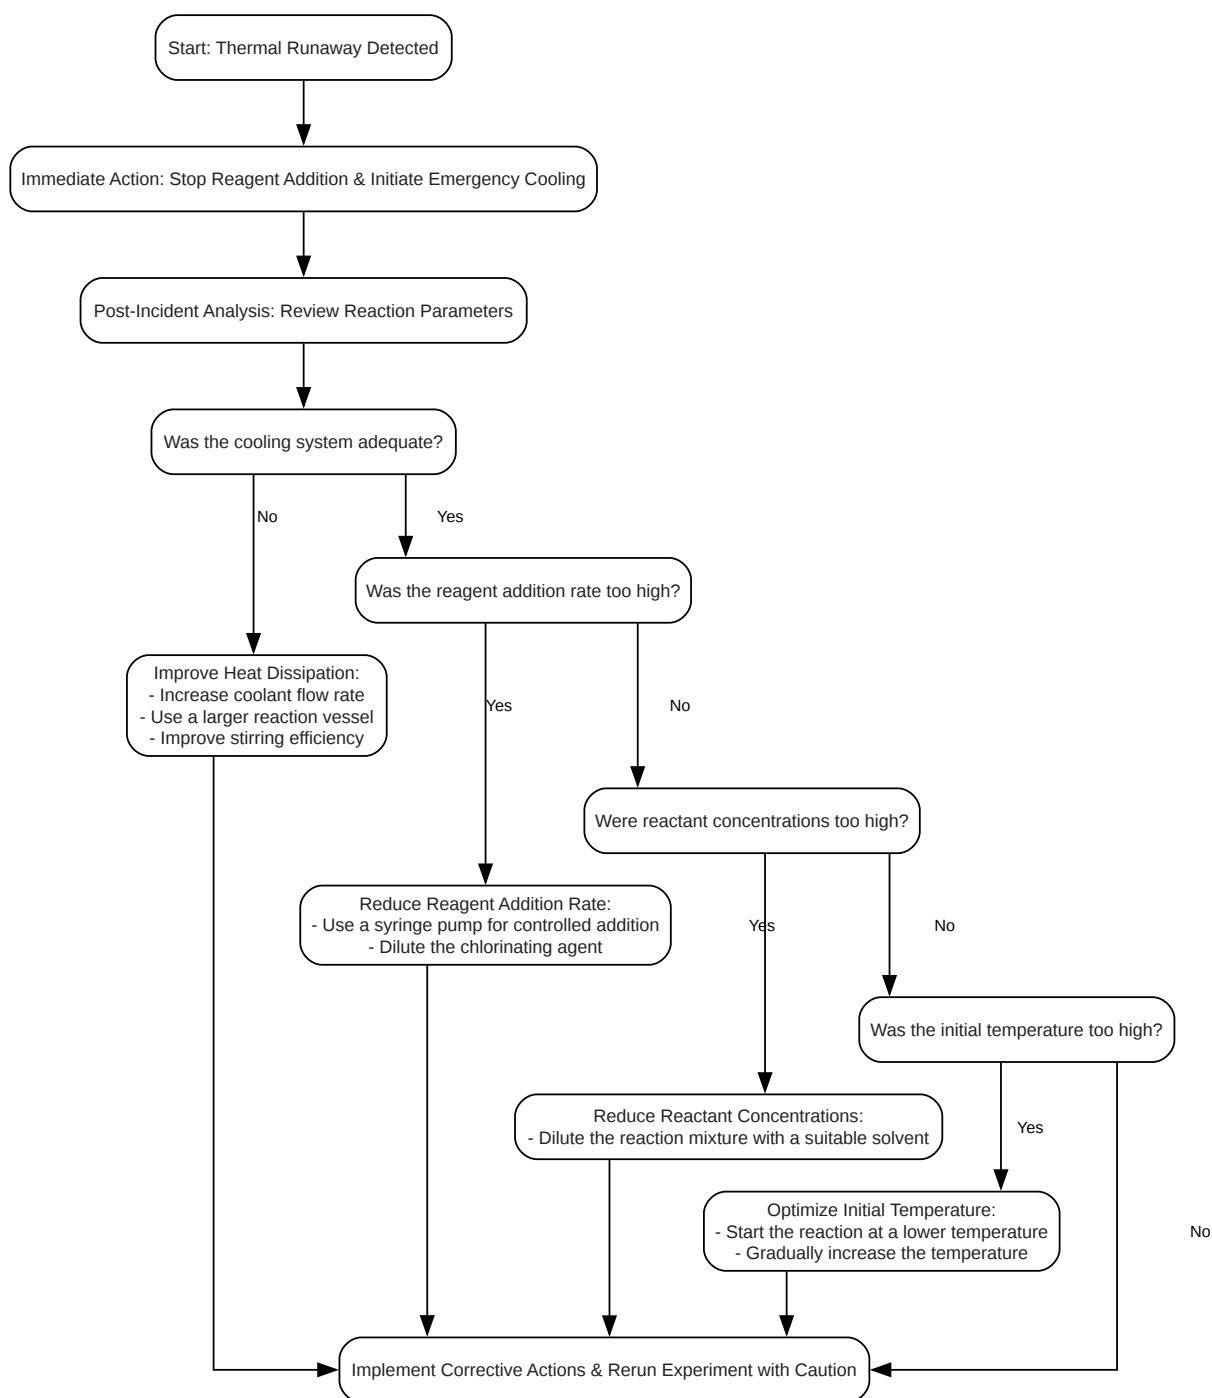 Start: Thermal Runaway Detected
Immediate Action: Stop Reagent Addition & Initiate Emergency Cooling
Post-Incident Analysis: Review Reaction Parameters
Was the cooling system adequate?
No
Yes
Was the reagent addition rate too high?
Improve Heat Dissipation:
- Increase coolant flow rate
- Use a larger reaction vessel
- Improve stirring efficiency
Yes
No
Were reactant concentrations too high?
Reduce Reagent Addition Rate:
- Use a syringe pump for controlled addition
- Dilute the chlorinating agent
Yes
No
Was the initial temperature too high?
Reduce Reactant Concentrations:
- Dilute the reaction mixture with a suitable solvent
Yes
Optimize Initial Temperature:
- Start the reaction at a lower temperature
- Gradually increase the temperature
No
Implement Corrective Actions & Rerun Experiment with Caution